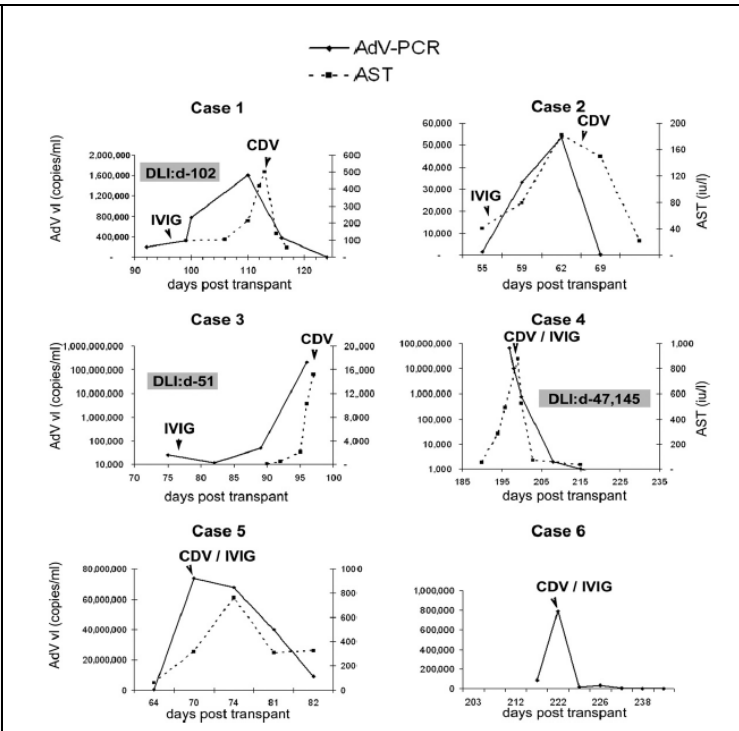 AdV-PCR
AST
Case 1
AdV vl (copies/ml)
2,000,000
1,600,000
1,200,000
800,000
400,000
-
600
500
400
300
200
100
-
DLI:d-102
IVIG
CDV
90 100 110 120
days post transpant
Case 2
60,000
50,000
40,000
30,000
20,000
10,000
-
200
160
120
80
40
-
AST (iu/l)
IVIG
CDV
55 59 62 69
days post transpant
Case 3
AdV vl (copies/ml)
1,000,000,000
100,000,000
10,000,000
1,000,000
100,000
10,000
20,000
16,000
12,000
8,000
4,000
-
DLI:d-51
IVIG
CDV
70 75 80 85 90 95 100
days post transpant
Case 4
CDV / IVIG
100,000,000
10,000,000
1,000,000
100,000
10,000
1,000
1,000
800
600
400
200
-
AST (iu/l)
DLI:d-47,145
185 195 205 215 225 235
days post transpant
Case 5
CDV / IVIG
AdV vl (copies/ml)
80,000,000
60,000,000
40,000,000
20,000,000
0
1000
800
600
400
200
0
64 70 74 81 82
days post transpant
Case 6
CDV / IVIG
1,000,000
800,000
600,000
400,000
200,000
0
203 212 222 226 238
days post transpant